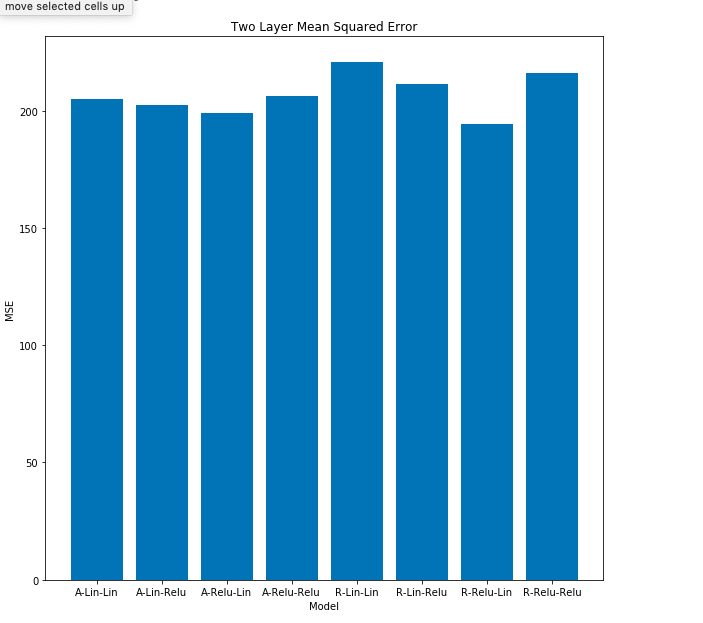 move selected cells up
Two Layer Mean Squared Error
MSE
200
150
100
50
0
A-Lin-Lin A-Lin-Relu A-Relu-Lin A-Relu-Relu R-Lin-Lin R-Lin-Relu R-Relu-Lin R-Relu-Relu
Model